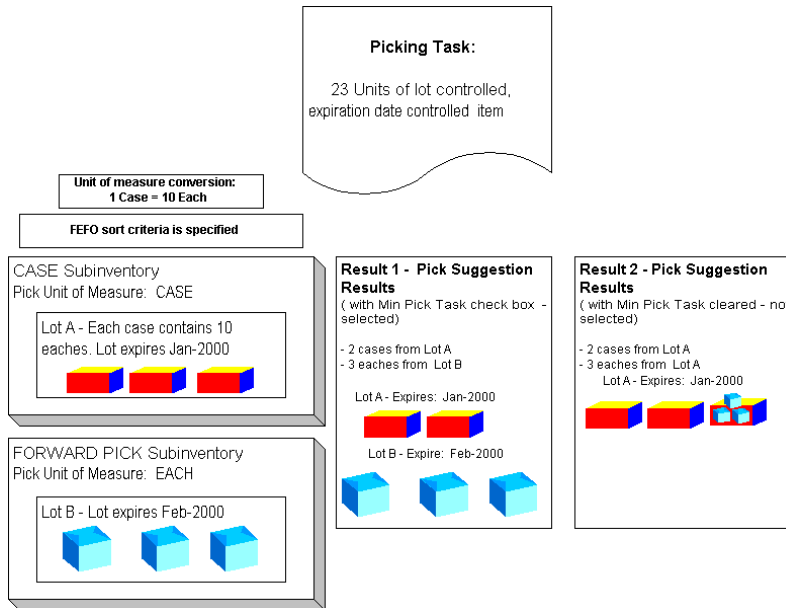 Picking Task:
23 Units of lot controlled,
expiration date controlled item
Unit of measure conversion:
1 Case = 10 Each
FEFO sort criteria is specified
CASE Subinventory
Pick Unit of Measure: CASE
Lot A - Each case contains 10
eaches. Lot expires Jan-2000
FORWARD PICK Subinventory
Pick Unit of Measure: EACH
Lot B - Lot expires Feb-2000
Result 1 - Pick Suggestion
Results
( with Min Pick Task check box -
selected)
- 2 cases from Lot A
- 3 eaches from Lot B
Lot A - Expires: Jan-2000
Lot B - Expire: Feb-2000
Result 2 - Pick Suggestion
Results
( with Min Pick Task cleared - no
selected)
- 2 cases from Lot A
- 3 eaches from Lot A
Lot A - Expires: Jan-2000